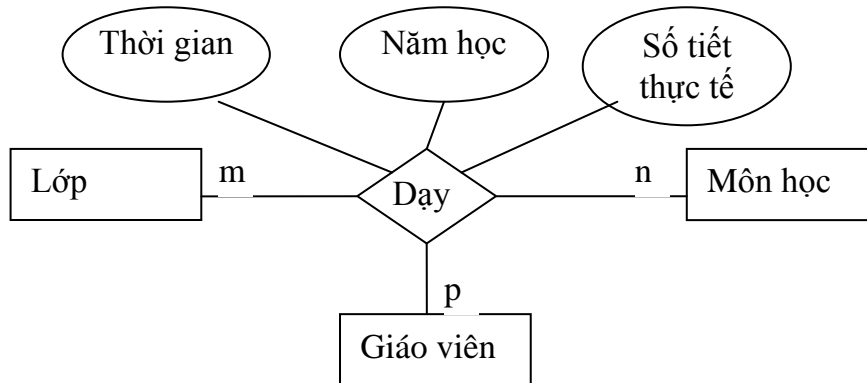 Thời gian
Năm học
Số tiết
thực tế
Lớp
m
Dạy
n
Môn học
p
Giáo viên